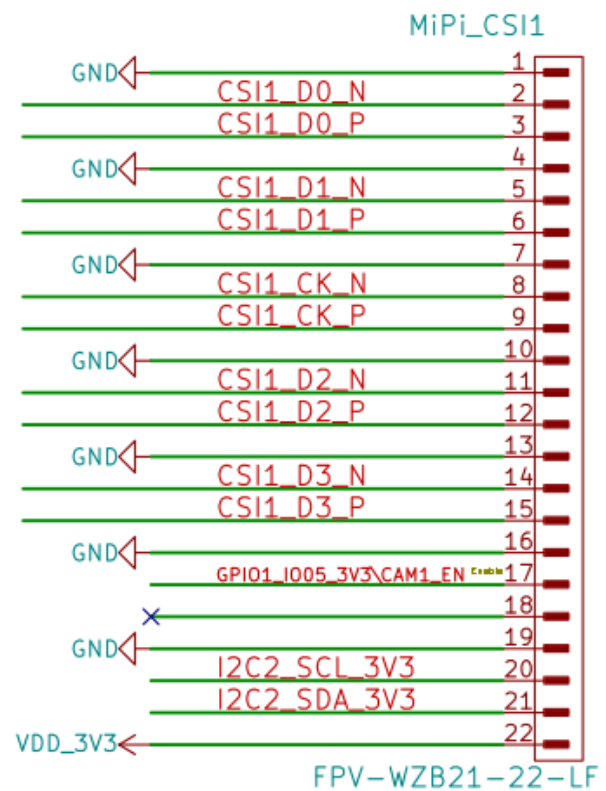 MiPi_CSI1
GND 1
CSI1_D0_N 2
CSI1_D0_P 3
GND 4
CSI1_D1_N 5
CSI1_D1_P 6
GND 7
CSI1_CK_N 8
CSI1_CK_P 9
GND 10
CSI1_D2_N 11
CSI1_D2_P 12
GND 13
CSI1_D3_N 14
CSI1_D3_P 15
GND 16
GPIO1_IO05_3V3\CAM1_EN Enable 17
18
GND 19
I2C2_SCL_3V3 20
I2C2_SDA_3V3 21
VDD_3V3 22
FPV-WZB21-22-LF